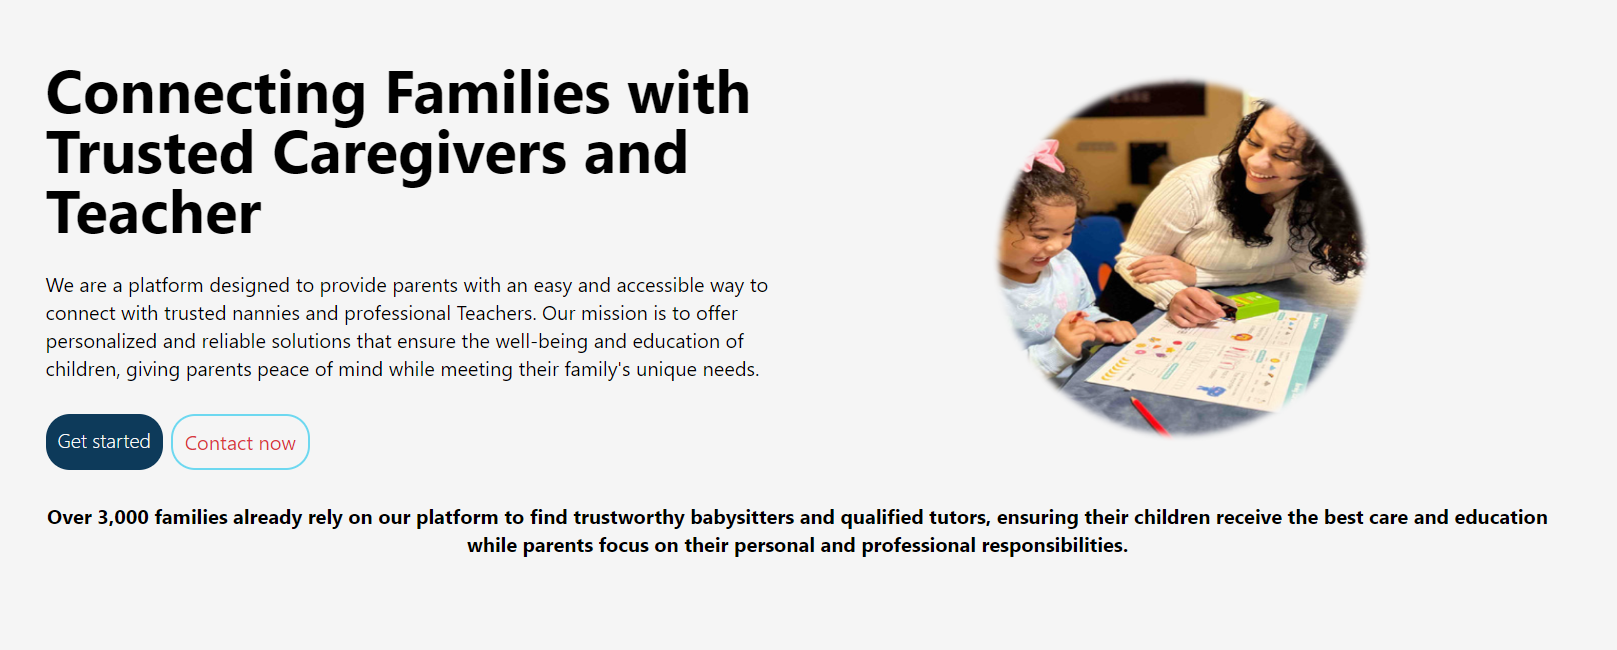 Connecting Families with
Trusted Caregivers and
Teacher
We are a platform designed to provide parents with an easy and accessible way to
connect with trusted nannies and professional Teachers. Our mission is to offer
personalized and reliable solutions that ensure the well-being and education of
children, giving parents peace of mind while meeting their family's unique needs.
Get started
Contact now
Over 3,000 families already rely on our platform to find trustworthy babysitters and qualified tutors, ensuring their children receive the best care and education
while parents focus on their personal and professional responsibilities.